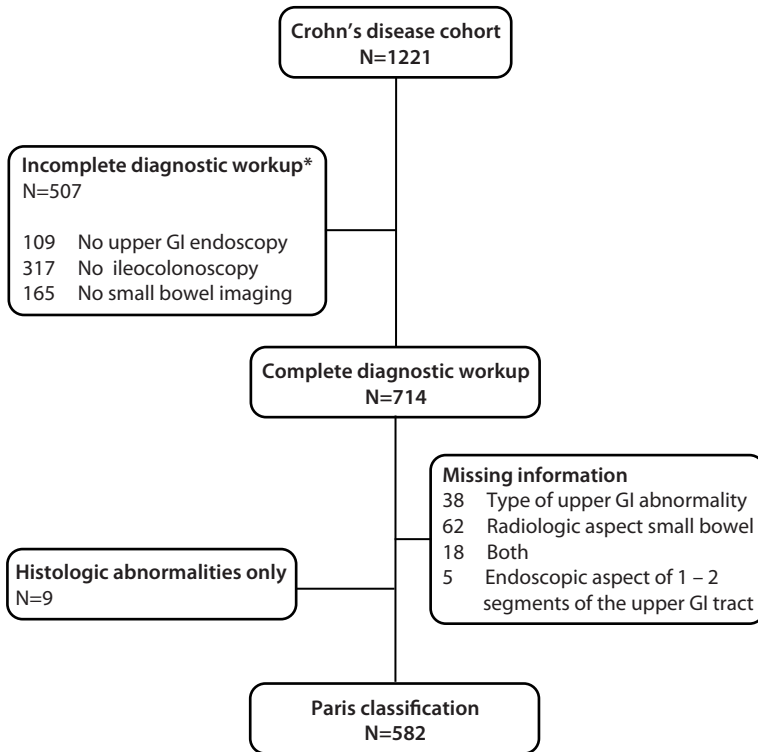 Crohn’s disease cohort
N=1221
Incomplete diagnostic workup*
N=507
109 No upper GI endoscopy
317 No ileocolonoscopy
165 No small bowel imaging
Complete diagnostic workup
N=714
Missing information
38 Type of upper GI abnormality
62 Radiologic aspect small bowel
18 Both
5 Endoscopic aspect of 1 – 2
segments of the upper GI tract
Histologic abnormalities only
N=9
Paris classification
N=582